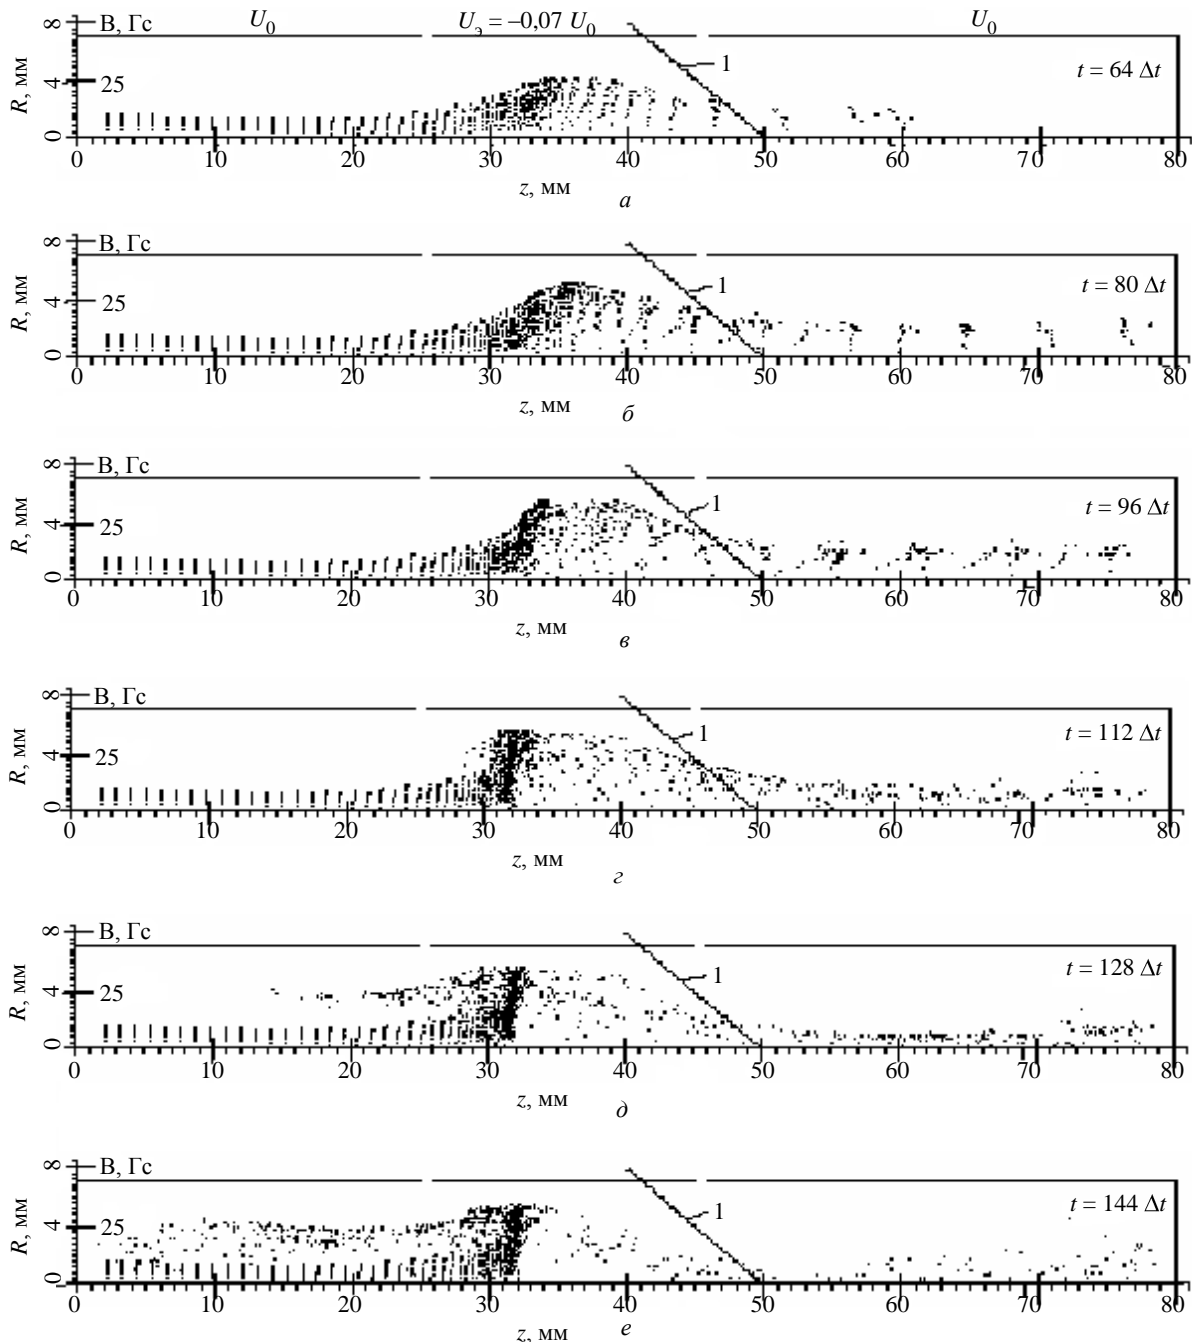 8 В, Гс U₀ Uэ = –0,07 U₀ U₀
R, мм 4 25 1 t = 64 Δt
0
0 10 20 30 40 50 60 70 80
z, мм
а
8 В, Гс
R, мм 4 25 1 t = 80 Δt
0
0 10 20 30 40 50 60 70 80
z, мм
б
8 В, Гс
R, мм 4 25 1 t = 96 Δt
0
0 10 20 30 40 50 60 70 80
z, мм
в
8 В, Гс
R, мм 4 25 1 t = 112 Δt
0
0 10 20 30 40 50 60 70 80
z, мм
г
8 В, Гс
R, мм 4 25 1 t = 128 Δt
0
0 10 20 30 40 50 60 70 80
z, мм
д
8 В, Гс
R, мм 4 25 1 t = 144 Δt
0
0 10 20 30 40 50 60 70 80
z, мм
е